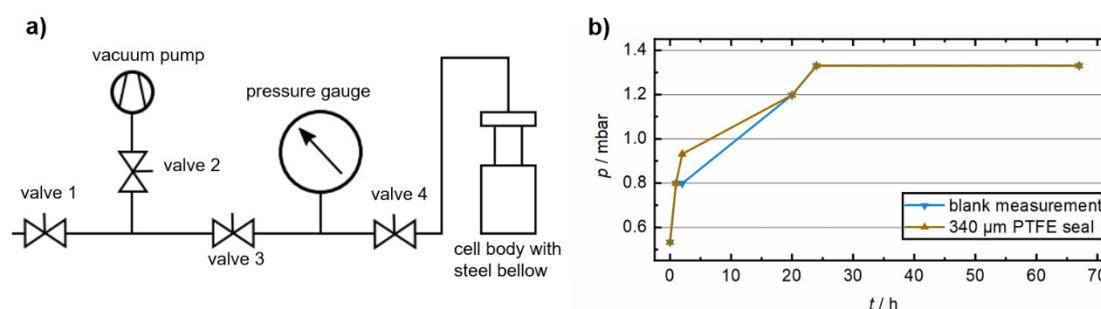 a)
vacuum pump
pressure gauge
valve 2
valve 1
valve 4
valve 3
cell body with
steel bellow
b)
p / mbar
1.4
1.2
1.0
0.8
0.6
blank measurement
340 µm PTFE seal
0 10 20 30 40 50 60 70
t / h